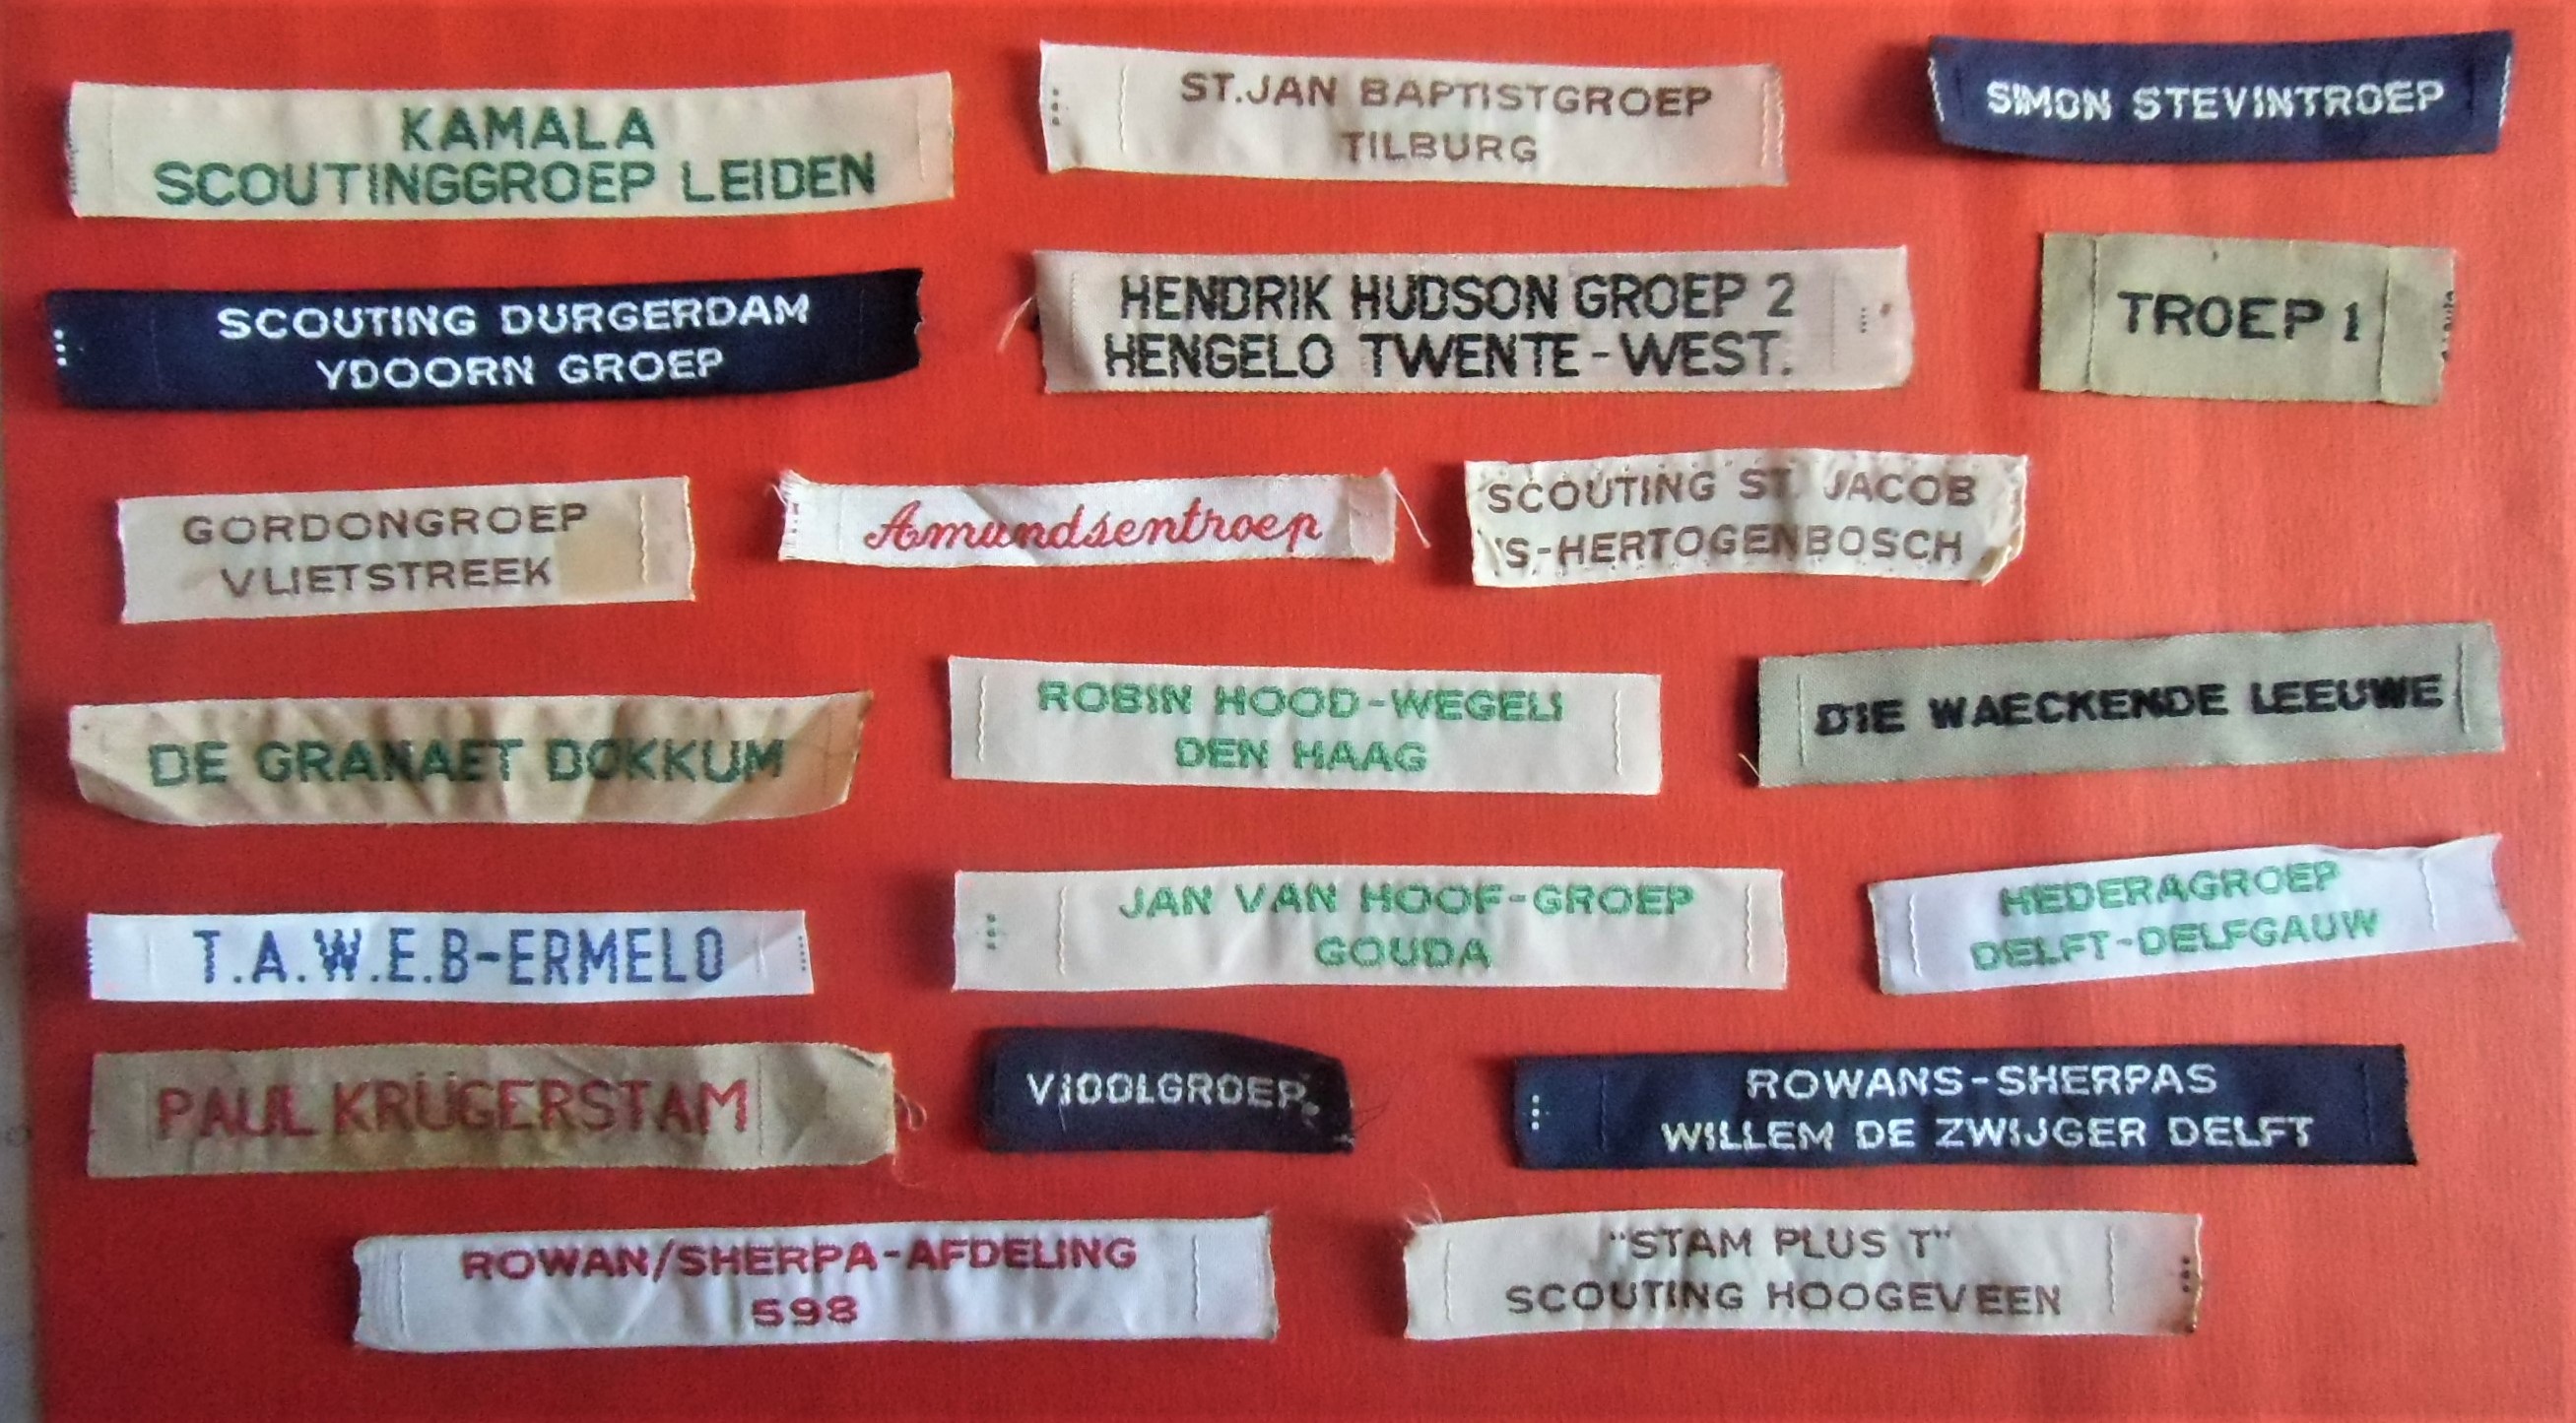 KAMALA
SCOUTINGGROEP LEIDEN
ST.JAN BAPTISTGROEP
TILBURG
SIMON STEVINTROEP
SCOUTING DURGERDAM
YDOORN GROEP
HENDRIK HUDSON GROEP 2
HENGELO TWENTE-WEST.
TROEP 1
GORDONGROEP
VLIETSTREEK
Amundsentroep
SCOUTING ST. JACOB
'S-HERTOGENBOSCH
DE GRANAET DOKKUM
ROBIN HOOD-WEGELI
DEN HAAG
DIE WAECKENDE LEEUWE
T.A.W.E.B-ERMELO
JAN VAN HOOF-GROEP
GOUDA
HEDERAGROEP
DELFT-DELFGAUW
PAUL KRÜGERSTAM
VIOOLGROEP
ROWANS-SHERPAS
WILLEM DE ZWIJGER DELFT
ROWAN/SHERPA-AFDELING
598
"STAM PLUS T"
SCOUTING HOOGEVEEN